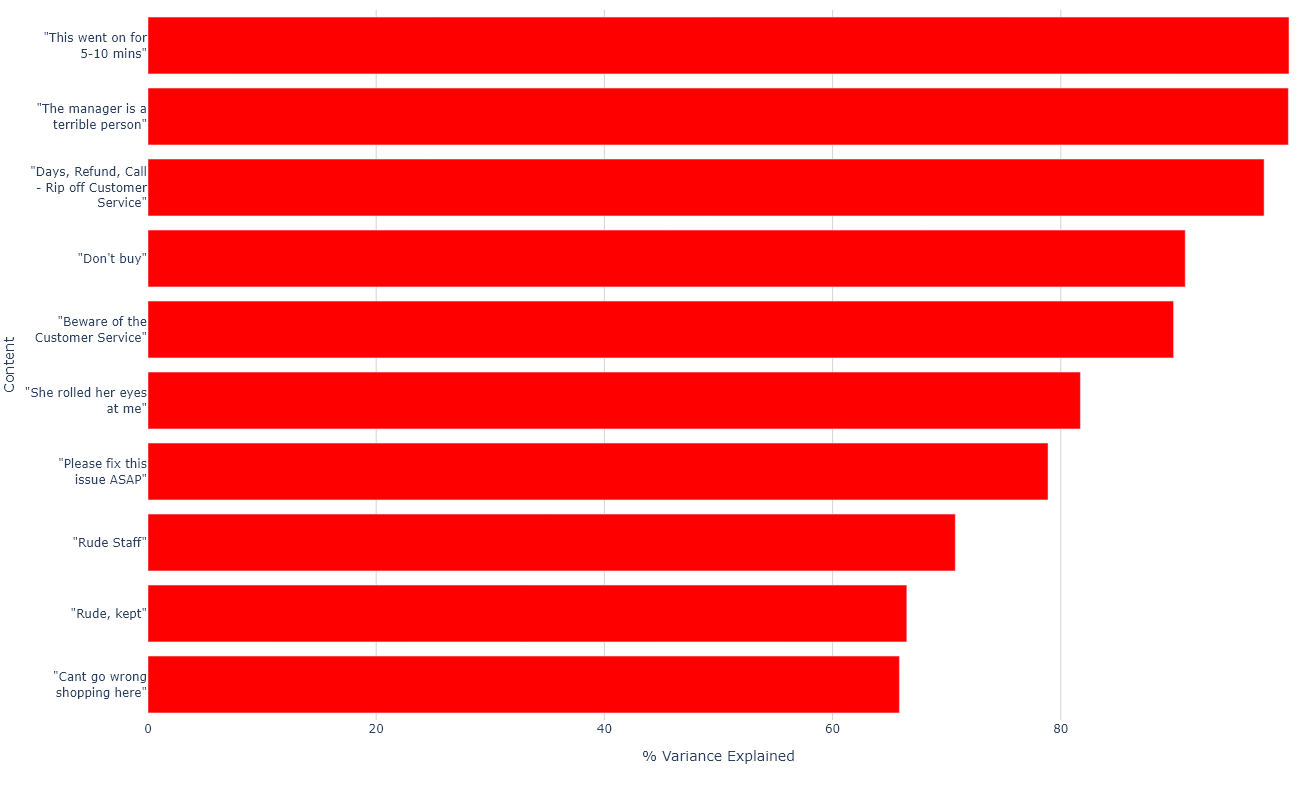 "This went on for
5-10 mins"
"The manager is a
terrible person"
"Days, Refund, Call
- Rip off Customer
Service"
"Don't buy"
"Beware of the
Customer Service"
Content
"She rolled her eyes
at me"
"Please fix this
issue ASAP"
"Rude Staff"
"Rude, kept"
"Cant go wrong
shopping here"
0 20 40 60 80
% Variance Explained